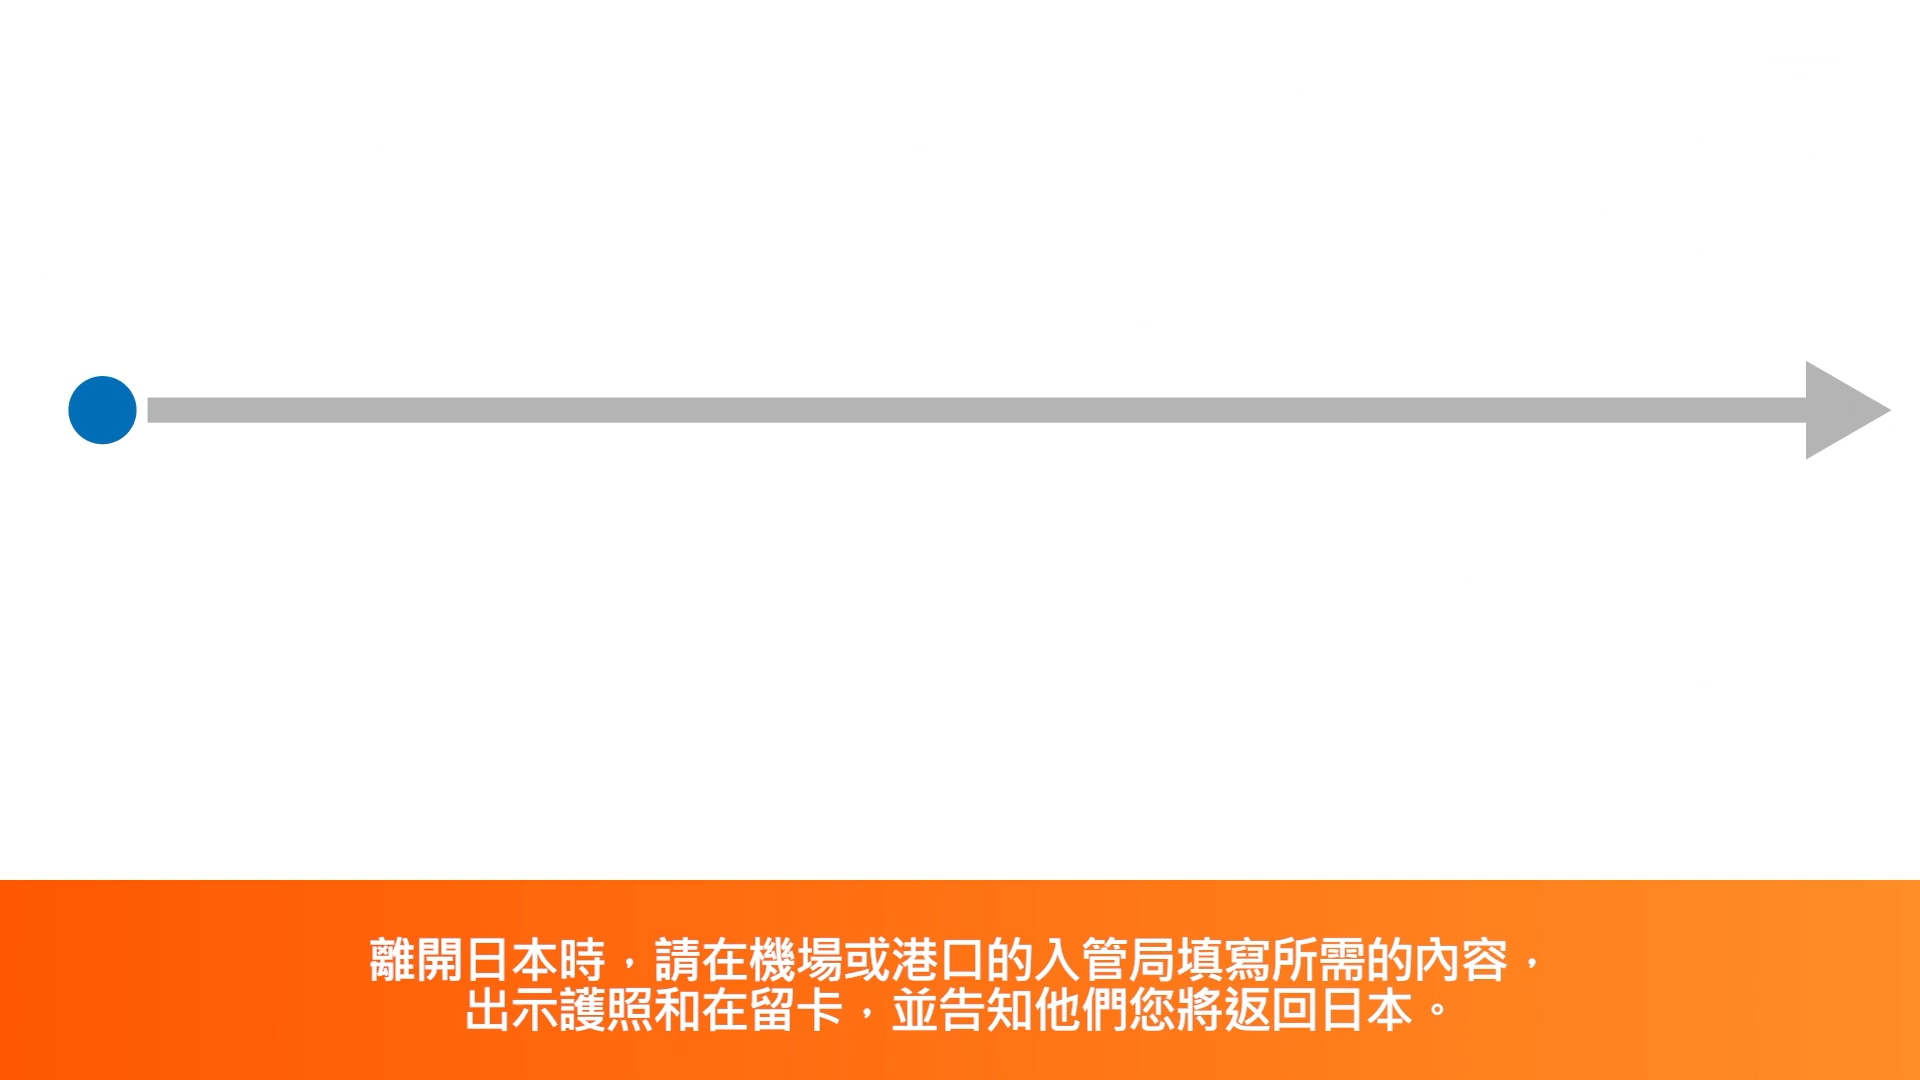 離開日本時，請在機場或港口的入管局填寫所需的內容，
出示護照和在留卡，並告知他們您將返回日本。